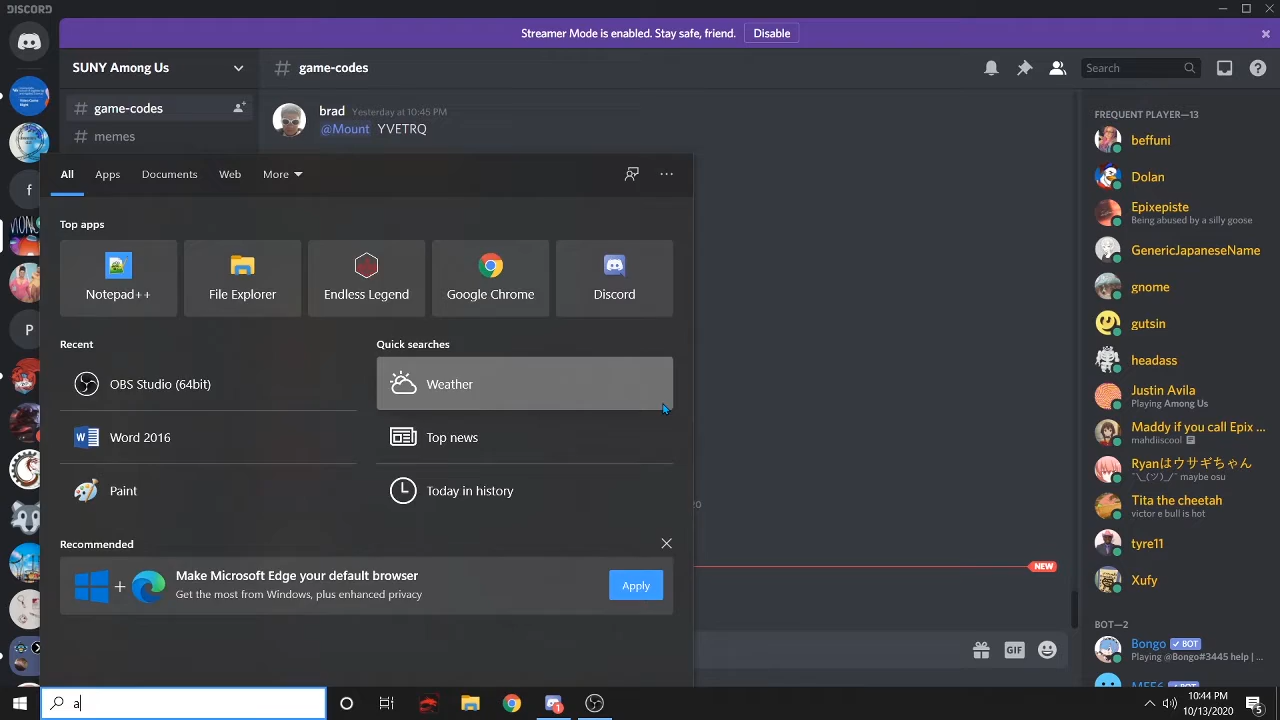 DISCORD
Streamer Mode is enabled. Stay safe, friend. Disable
SUNY Among Us
# game-codes
Search
# game-codes
# memes
brad Yesterday at 10:45 PM
@Mount YVETRQ
All Apps Documents Web More
Top apps
Notepad++ File Explorer Endless Legend Google Chrome Discord
Recent
OBS Studio (64bit)
Word 2016
Paint
Quick searches
Weather
Top news
Today in history
Recommended
Make Microsoft Edge your default browser
Get the most from Windows, plus enhanced privacy
Apply
NEW
GIF
FREQUENT PLAYER—13
beffuni
Dolan
Epixepiste
Being abused by a silly goose
GenericJapaneseName
gnome
gutsin
headass
Justin Avila
Playing Among Us
Maddy if you call Epix ...
mahdiiscool
Ryanはウサギちゃん
¯\_(ツ)_/¯ maybe osu
Tita the cheetah
victor e bull is hot
tyre11
Xufy
BOT—2
Bongo ✓ BOT
Playing @Bongo#3445 help | ...
f
P
a
1
10:44 PM
10/13/2020
5